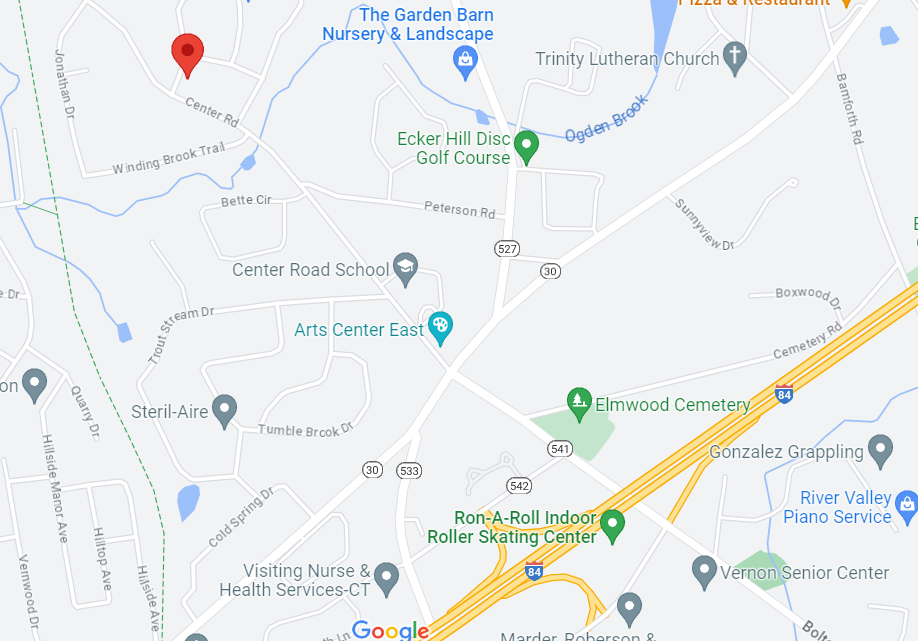 Pizza & Restaurant
The Garden Barn
Nursery & Landscape
Trinity Lutheran Church
Jonathan Dr
Center Rd
Ogden Brook
Bamforth Rd
Ecker Hill Disc
Golf Course
Winding Brook Trail
Bette Cir
Peterson Rd
Sunnyview Dr
527
30
Center Road School
e Dr
Boxwood Dr
Trout Stream Dr
Arts Center East
Cemetery Rd
84
on
Quarry Dr
Steril-Aire
Elmwood Cemetery
Tumble Brook Dr
541
Gonzalez Grappling
Hillside Manor Ave
30
533
542
River Valley
Piano Service
Cold Spring Dr
Ron-A-Roll Indoor
Roller Skating Center
Hilltop Ave
Vernwood Dr
Hillside Ave
84
Visiting Nurse &
Health Services-CT
Vernon Senior Center
Google
th Ln
Marder, Roberson &
Bolt